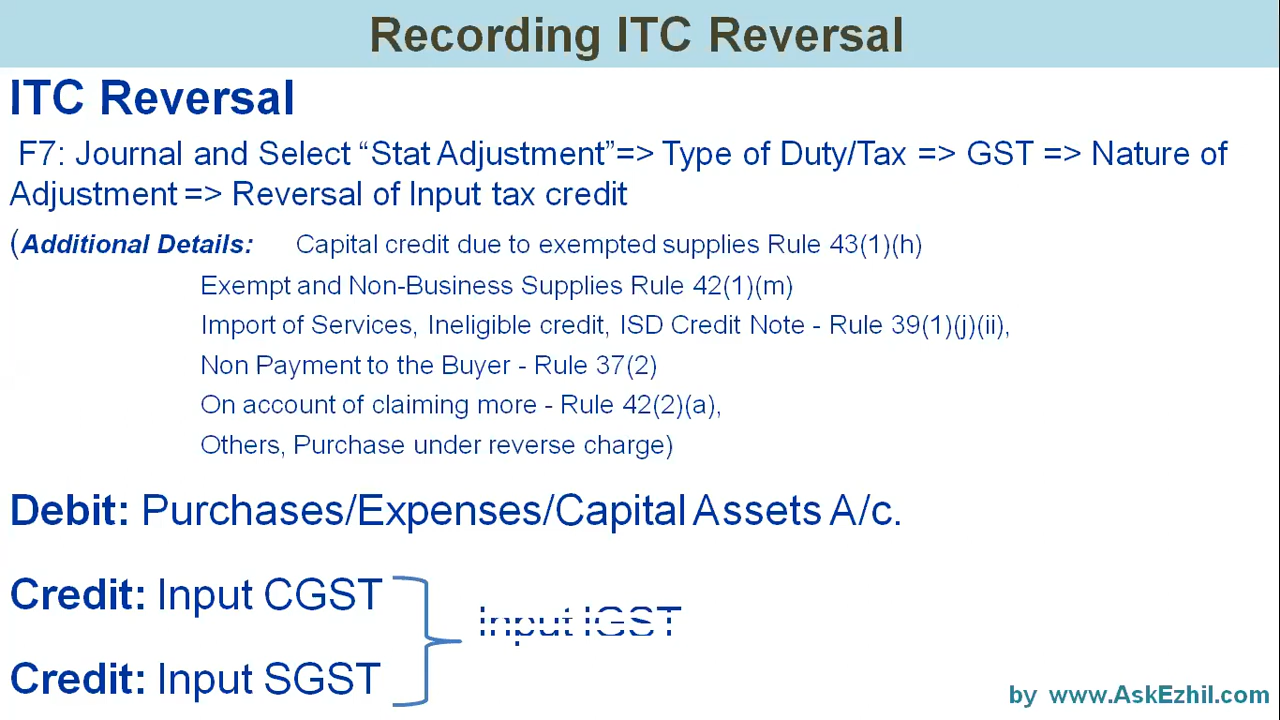 Recording ITC Reversal
ITC Reversal
F7: Journal and Select “Stat Adjustment”=> Type of Duty/Tax => GST => Nature of
Adjustment => Reversal of Input tax credit
(Additional Details: Capital credit due to exempted supplies Rule 43(1)(h)
Exempt and Non-Business Supplies Rule 42(1)(m)
Import of Services, Ineligible credit, ISD Credit Note - Rule 39(1)(j)(ii),
Non Payment to the Buyer - Rule 37(2)
On account of claiming more - Rule 42(2)(a),
Others, Purchase under reverse charge)
Debit: Purchases/Expenses/Capital Assets A/c.
Credit: Input CGST
Input IGST
Credit: Input SGST
by www.AskEzhil.com